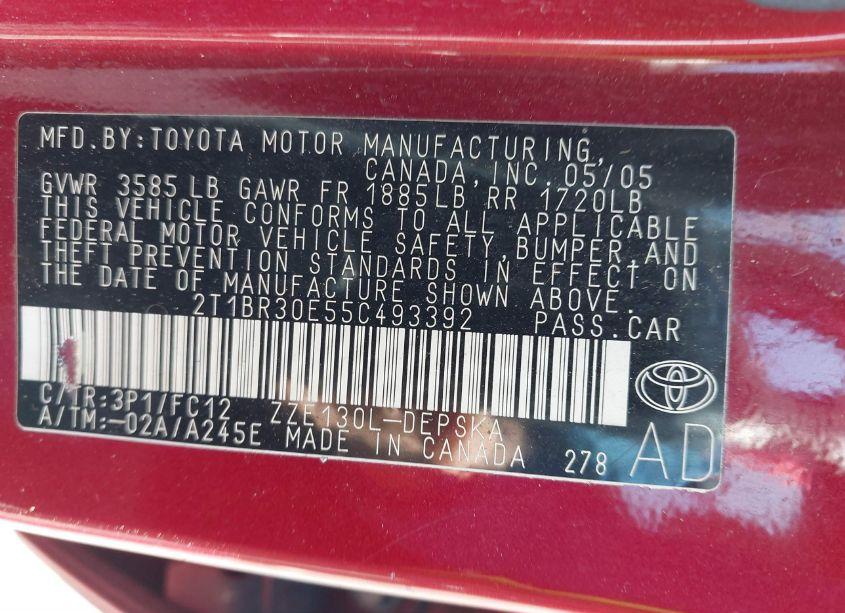 MFD.BY:TOYOTA MOTOR MANUFACTURING,
CANADA, INC. 05/05
GVWR 3585 LB GAWR FR 1885LB RR 1720LB
THIS VEHICLE CONFORMS TO ALL APPLICABLE
FEDERAL MOTOR VEHICLE SAFETY, BUMPER, AND
THEFT PREVENTION STANDARDS IN EFFECT ON
THE DATE OF MANUFACTURE SHOWN ABOVE.
2T1BR30E55C493392 PASS.CAR
C/TR:3P1/FC12 ZZE130L-DEPSKA
A/TM:-02A/A245E MADE IN CANADA 278 AD